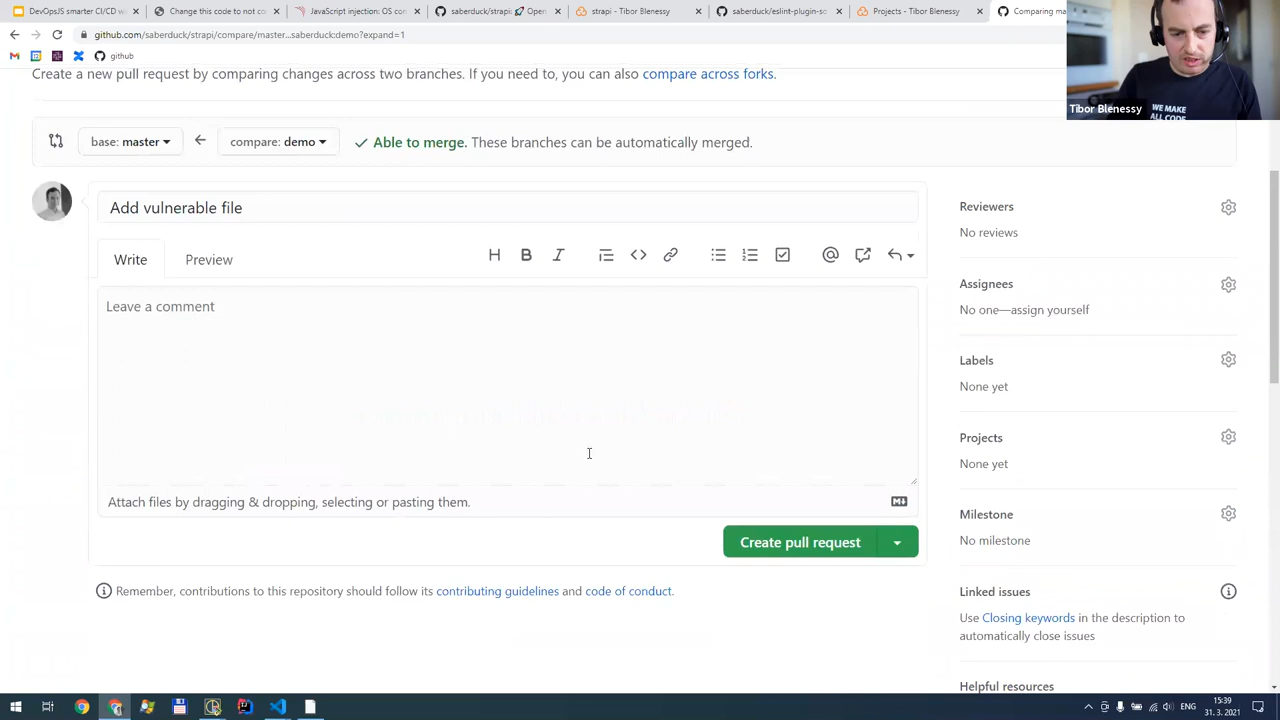 DevOpsJS smarter CI/CD w
Change this code to not co
JavaScript injection: OS co
saberduck/strapi
Open
strapi - Tibor Blenessy
saberduck/eslint-plugin-so
Projects - Tibor Blenessy
Comparing ma
github.com/saberduck/strapi/compare/master...saberduck:demo?expand=1
github
Create a new pull request by comparing changes across two branches. If you need to, you can also compare across forks.
Tibor Blenessy
WE MAKE
ALL CODE
base: master
compare: demo
Able to merge. These branches can be automatically merged.
Add vulnerable file
Write
Preview
Leave a comment
Attach files by dragging & dropping, selecting or pasting them.
Create pull request
Remember, contributions to this repository should follow its contributing guidelines and code of conduct.
Reviewers
No reviews
Assignees
No one—assign yourself
Labels
None yet
Projects
None yet
Milestone
No milestone
Linked issues
Use Closing keywords in the description to
automatically close issues
Helpful resources
ENG
15:39
31. 3. 2021